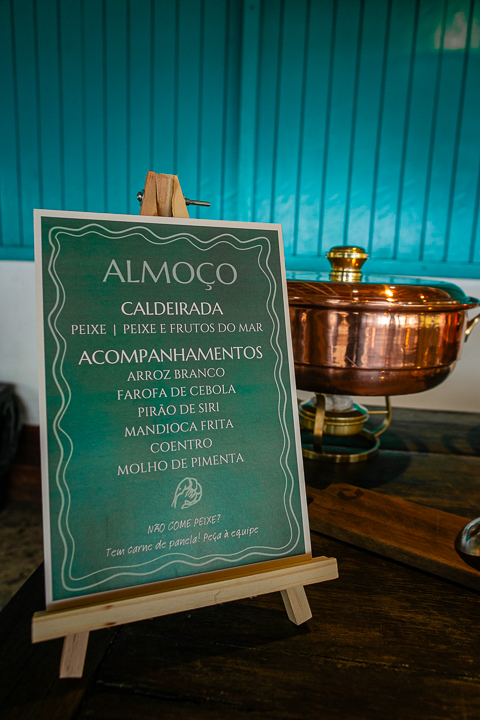 ALMOÇO
CALDEIRADA
PEIXE | PEIXE E FRUTOS DO MAR
ACOMPANHAMENTOS
ARROZ BRANCO
FAROFA DE CEBOLA
PIRÃO DE SIRI
MANDIOCA FRITA
COENTRO
MOLHO DE PIMENTA
NÃO COME PEIXE?
Tem carne de panela! Peça à equipe